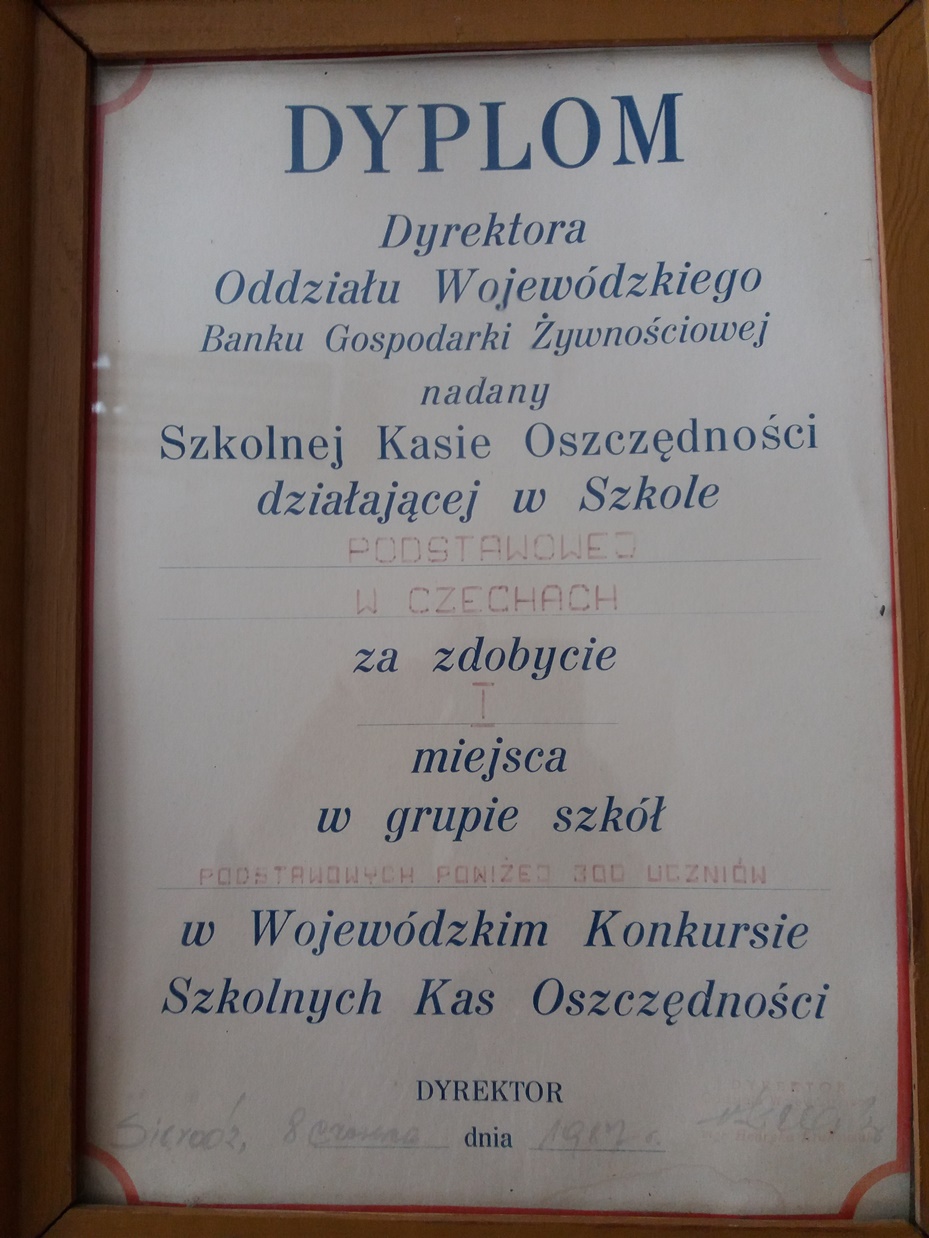 DYPLOM
Dyrektora
Oddziału Wojewódzkiego
Banku Gospodarki Żywnościowej
nadany
Szkolnej Kasie Oszczędności
działającej w Szkole
PODSTAWOWEJ
W CZECHACH
za zdobycie
I
miejsca
w grupie szkół
PODSTAWOWYCH PONIŻEJ 300 UCZNIÓW
w Wojewódzkim Konkursie
Szkolnych Kas Oszczędności
DYREKTOR
DYREKTOR
Sieradz, 8 czerwca dnia 1987 r.